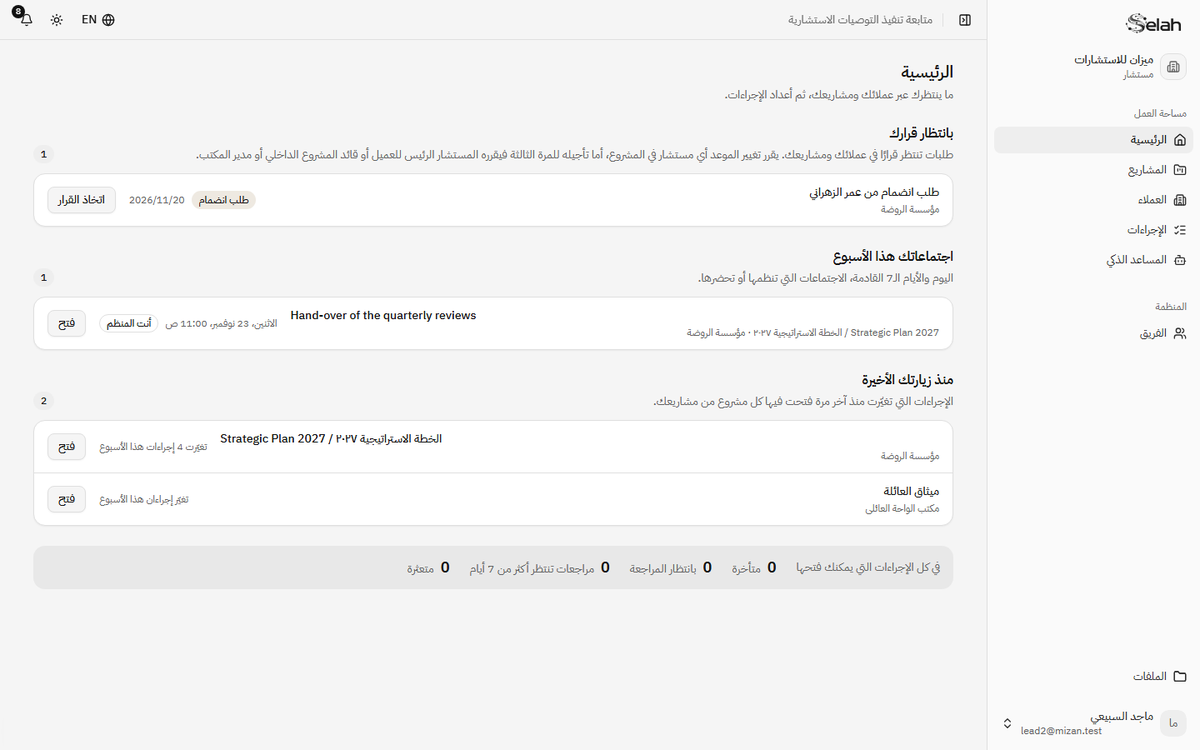 Selah
ميزان للاستشارات
مستشار
مساحة العمل
الرئيسية
المشاريع
العملاء
الإجراءات
المساعد الذكي
المنظمة
الفريق
الملفات
ما
ماجد السبيعي
lead2@mizan.test
متابعة تنفيذ التوصيات الاستشارية
EN
8
الرئيسية
ما ينتظرك عبر عملائك ومشاريعك، ثم أعداد الإجراءات.
بانتظار قرارك
1
طلبات تنتظر قرارًا في عملائك ومشاريعك. يقرر تغيير الموعد أي مستشار في المشروع، أما تأجيله للمرة الثالثة فيقرره المستشار الرئيس للعميل أو قائد المشروع الداخلي أو مدير المكتب.
طلب انضمام من عمر الزهراني
مؤسسة الروضة
طلب انضمام
2026/11/20
اتخاذ القرار
اجتماعاتك هذا الأسبوع
1
اليوم والأيام الـ7 القادمة، الاجتماعات التي تنظمها أو تحضرها.
Hand-over of the quarterly reviews
Strategic Plan 2027 / الخطة الاستراتيجية ٢٠٢٧ · مؤسسة الروضة
الاثنين، 23 نوفمبر، 11:00 ص
أنت المنظم
فتح
منذ زيارتك الأخيرة
2
الإجراءات التي تغيّرت منذ آخر مرة فتحت فيها كل مشروع من مشاريعك.
Strategic Plan 2027 / الخطة الاستراتيجية ٢٠٢٧
مؤسسة الروضة
تغيّرت 4 إجراءات هذا الأسبوع
فتح
ميثاق العائلة
مكتب الواحة العائلي
تغيّر إجراءان هذا الأسبوع
فتح
في كل الإجراءات التي يمكنك فتحها
0 متأخرة
0 بانتظار المراجعة
0 مراجعات تنتظر أكثر من 7 أيام
0 متعثرة